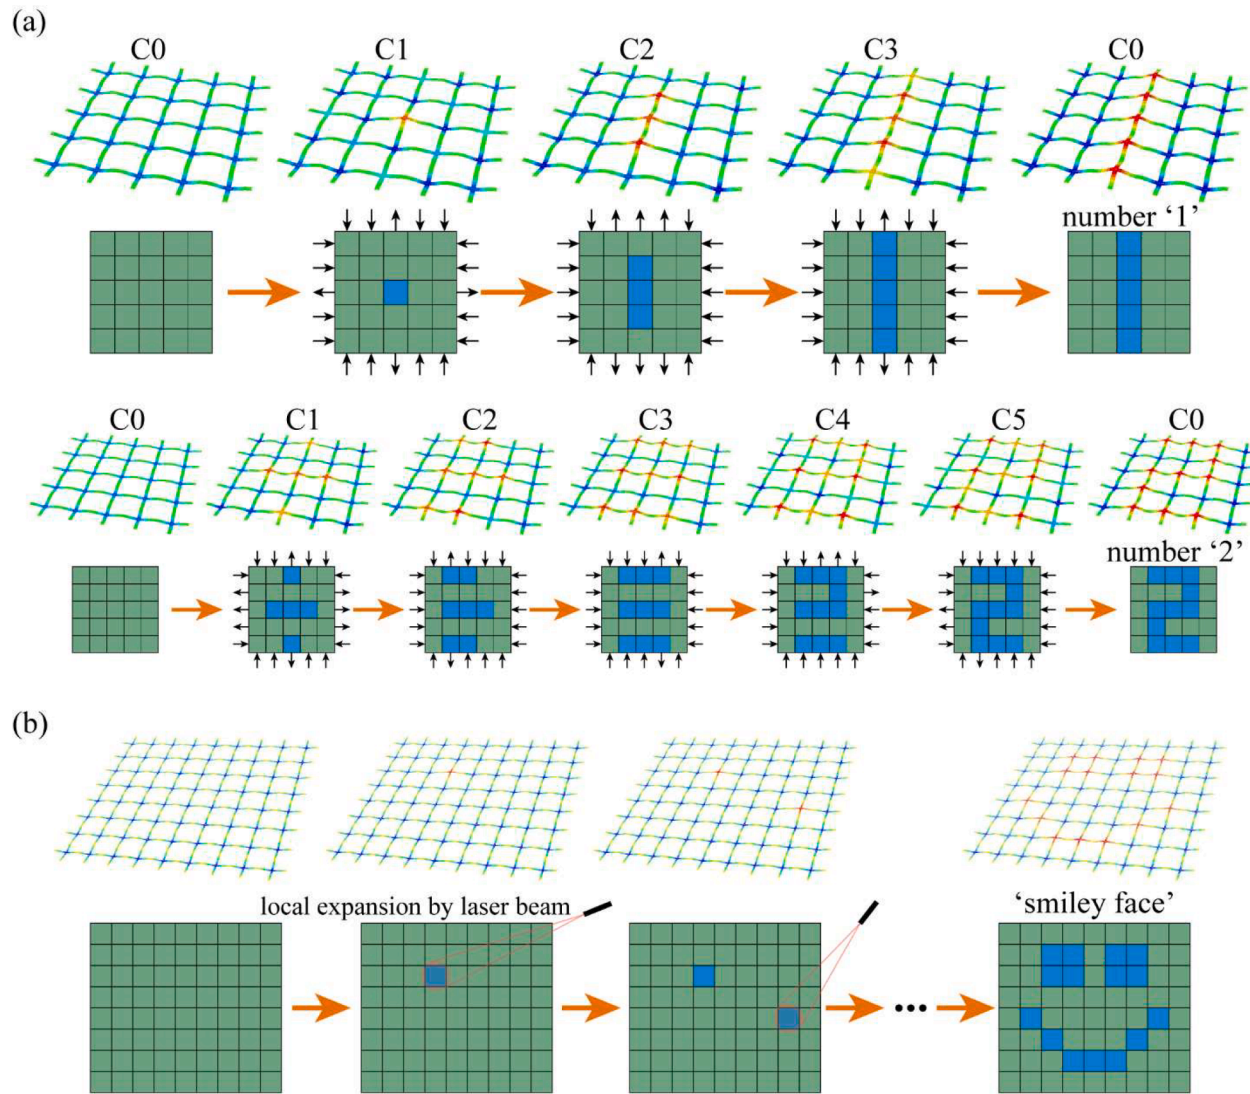 (a)
C0 C1 C2 C3 C0
number ‘1’
C0 C1 C2 C3 C4 C5 C0
number ‘2’
(b)
local expansion by laser beam
‘smiley face’